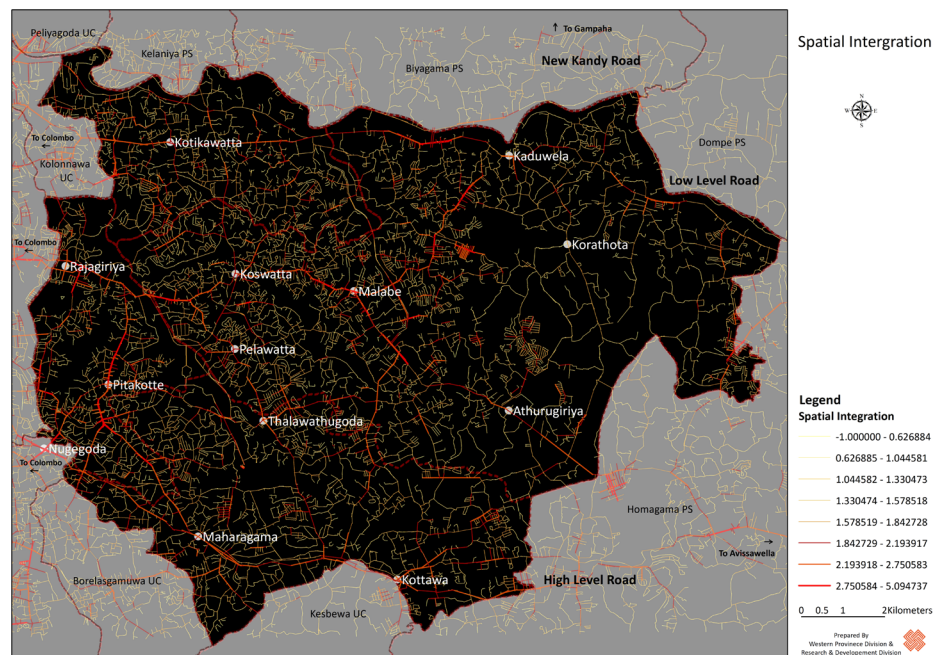 Spatial Intergration
Peliyagoda UC
Kelaniya PS
To Gampaha
New Kandy Road
Biyagama PS
N
W
E
S
To Colombo
Kotikawatta
Kaduwela
Dompe PS
Kolonnawa
UC
Low Level Road
To Colombo
Korathota
Rajagiriya
Koswatta
Malabe
Pelawatta
Pitakotte
Athurugiriya
Thalawathugoda
Nugegoda
To Colombo
Homagama PS
Maharagama
To Avissawella
Borelasgamuwa UC
Kottawa
High Level Road
Kesbewa UC
Legend
Spatial Integration
-1.000000 - 0.626884
0.626885 - 1.044581
1.044582 - 1.330473
1.330474 - 1.578518
1.578519 - 1.842728
1.842729 - 2.193917
2.193918 - 2.750583
2.750584 - 5.094737
0 0.5 1 2Kilometers
Prepared By
Western Provinece Division &
Research & Development Division